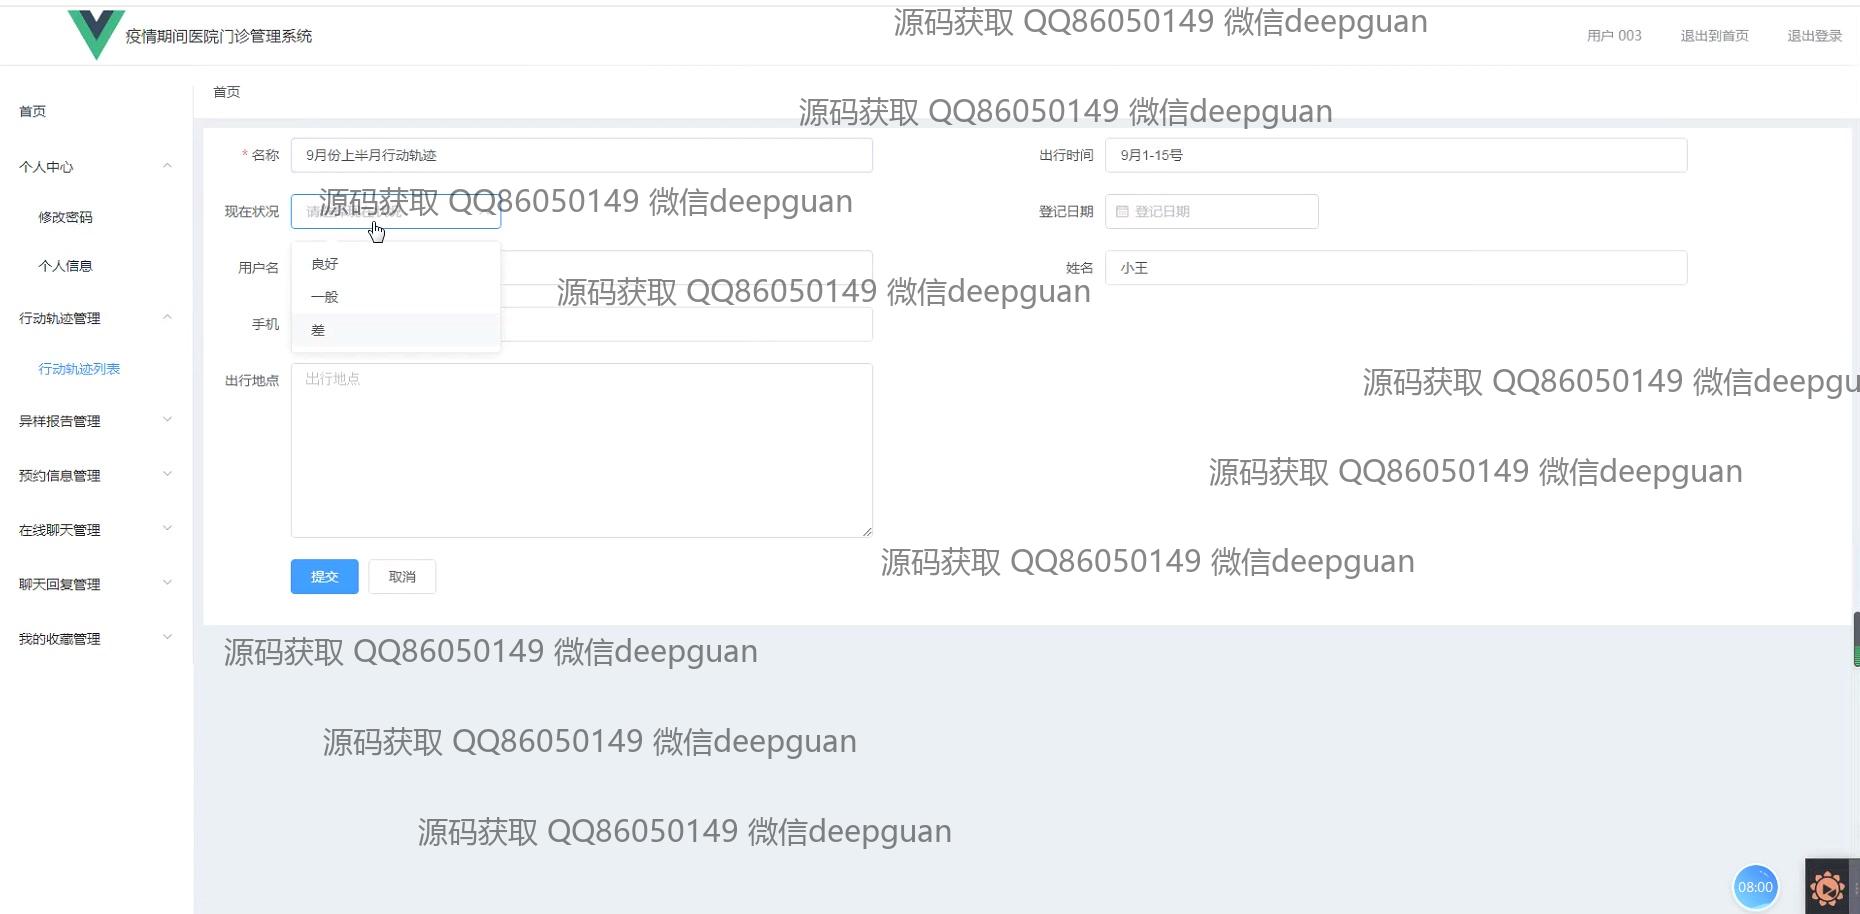 疫情期间医院门诊管理系统
源码获取 QQ86050149 微信deepguan
用户 003
退出到首页
退出登录
首页
首页
源码获取 QQ86050149 微信deepguan
个人中心
修改密码
个人信息
行动轨迹管理
行动轨迹列表
异样报告管理
预约信息管理
在线聊天管理
聊天回复管理
我的收藏管理
* 名称
9月份上半月行动轨迹
出行时间
9月1-15号
现在状况
源码获取 QQ86050149 微信deepguan
登记日期
登记日期
良好
一般
差
用户名
源码获取 QQ86050149 微信deepguan
姓名
小王
手机
出行地点
出行地点
源码获取 QQ86050149 微信deepgu
源码获取 QQ86050149 微信deepguan
源码获取 QQ86050149 微信deepguan
提交
取消
源码获取 QQ86050149 微信deepguan
源码获取 QQ86050149 微信deepguan
源码获取 QQ86050149 微信deepguan
08:00